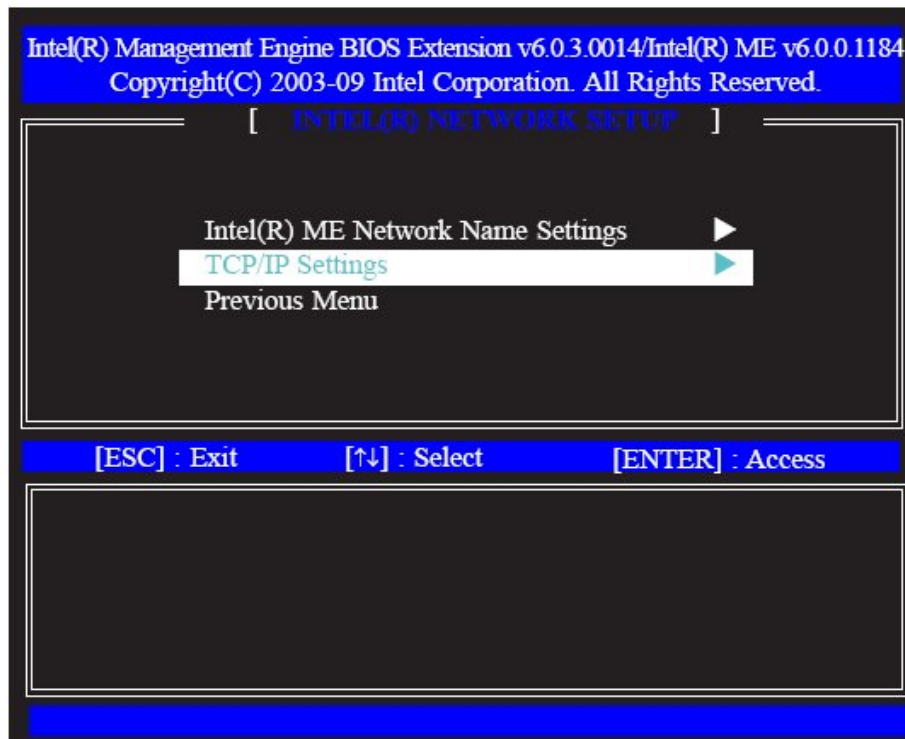 Intel(R) Management Engine BIOS Extension v6.0.3.0014/Intel(R) ME v6.0.0.1184
Copyright(C) 2003-09 Intel Corporation. All Rights Reserved.
[ INTEL(R) NETWORK SETUP ]
Intel(R) ME Network Name Settings ▶
TCP/IP Settings ▶
Previous Menu
[ESC] : Exit [↑↓] : Select [ENTER] : Access